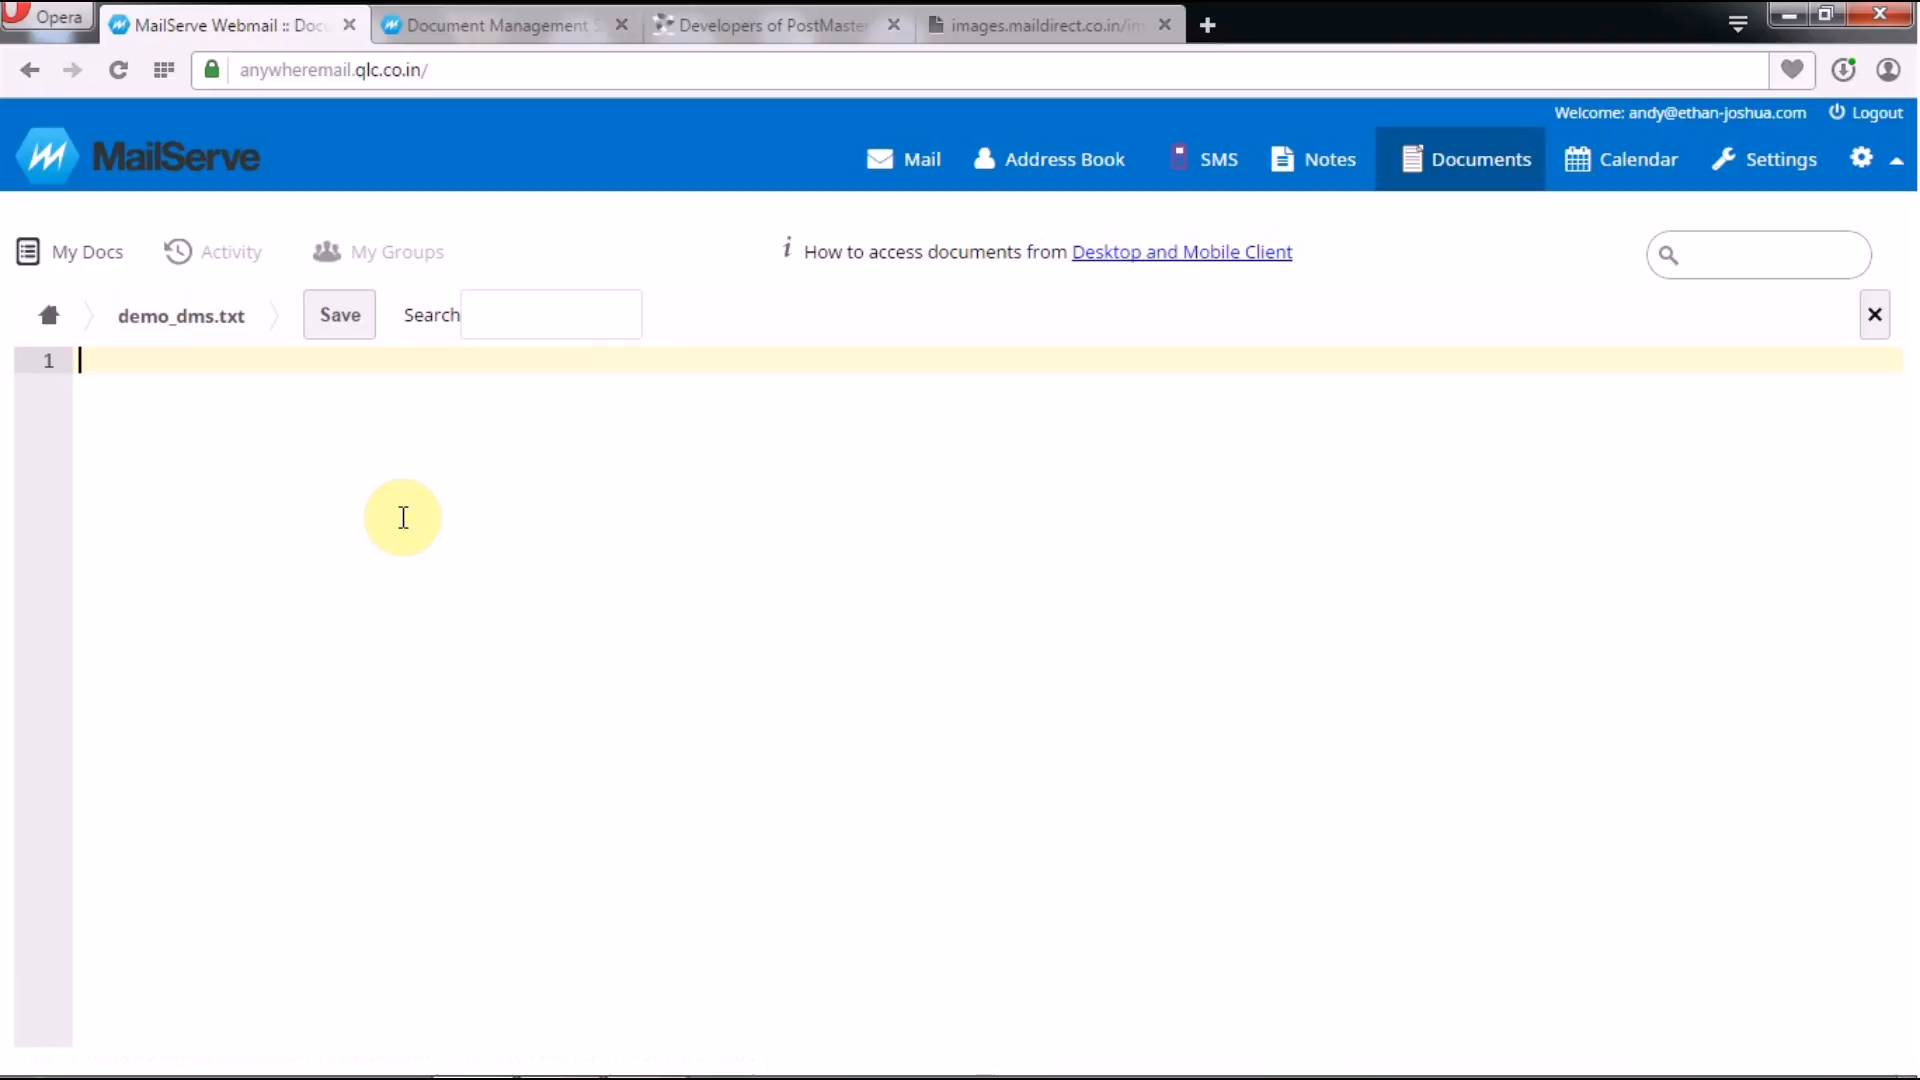 Opera
MailServe Webmail :: Doc
Document Management S
Developers of PostMaster
images.maildirect.co.in/im
anywheremail.qlc.co.in/
Welcome: andy@ethan-joshua.com Logout
MailServe
Mail Address Book SMS Notes Documents Calendar Settings
My Docs Activity My Groups
How to access documents from Desktop and Mobile Client
demo_dms.txt Save Search
1